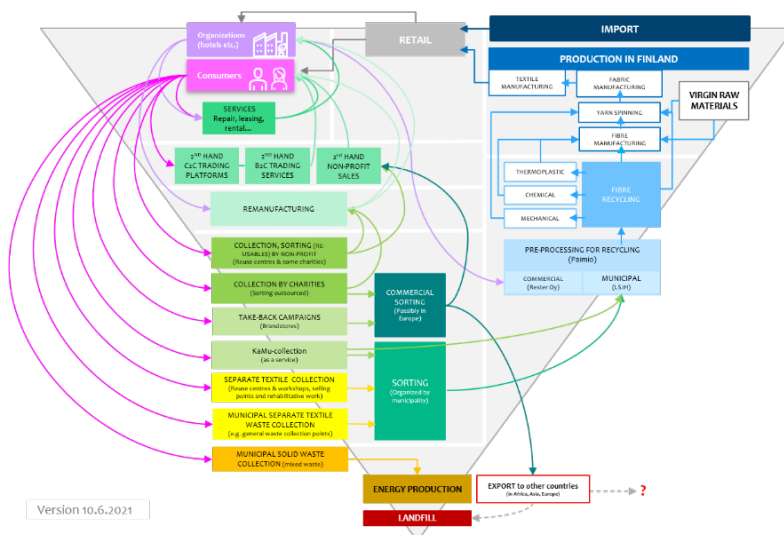 Organizations
(hotels etc.)
Consumers
RETAIL
IMPORT
PRODUCTION IN FINLAND
TEXTILE
MANUFACTURING
FABRIC
MANUFACTURING
VIRGIN RAW
MATERIALS
YARN SPINNING
FIBRE
MANUFACTURING
SERVICES
Repair, leasing,
rental...
2ND HAND
C2C TRADING
PLATFORMS
2ND HAND
B2C TRADING
SERVICES
2ND HAND
NON-PROFIT
SALES
THERMOPLASTIC
CHEMICAL
MECHANICAL
FIBRE
RECYCLING
REMANUFACTURING
COLLECTION, SORTING (RE-
USABLES) BY NON-PROFIT
(Reuse centres & some charities)
PRE-PROCESSING FOR RECYCLING
(Paimio)
COMMERCIAL
(Rester Oy)
MUNICIPAL
(LSJH)
COLLECTION BY CHARITIES
(Sorting outsourced)
COMMERCIAL
SORTING
(Possibly in
Europe)
TAKE-BACK CAMPAIGNS
(Brandstores)
KaMu-collection
(as a service)
SORTING
(Organized by
municipality)
SEPARATE TEXTILE COLLECTION
(Reuse centres & workshops, selling
points and rehabilitative work)
MUNICIPAL SEPARATE TEXTILE
WASTE COLLECTION
(e.g. general waste collection points)
MUNICIPAL SOLID WASTE
COLLECTION (mixed waste)
ENERGY PRODUCTION
EXPORT to other countries
(in Africa, Asia, Europe)
?
LANDFILL
Version 10.6.2021